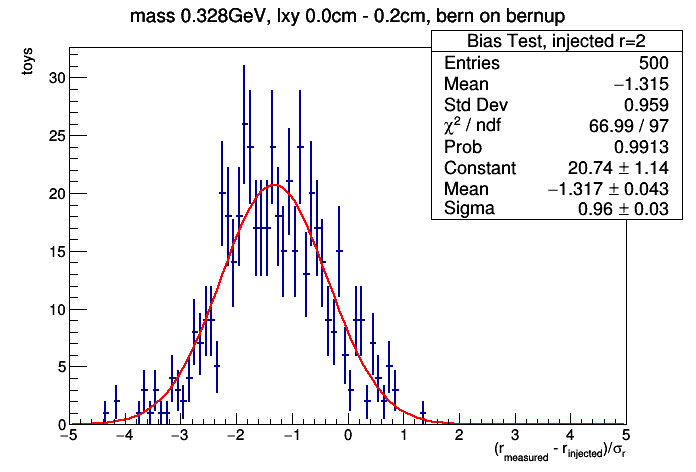 mass 0.328GeV, lxy 0.0cm - 0.2cm, bern on bernup
Bias Test, injected r=2
Entries 500
Mean −1.315
Std Dev 0.959
χ² / ndf 66.99 / 97
Prob 0.9913
Constant 20.74 ± 1.14
Mean −1.317 ± 0.043
Sigma 0.96 ± 0.03
toys
30
25
20
15
10
5
0
−5 −4 −3 −2 −1 0 1 2 3 4 5
(r_measured - r_injected)/σ_r